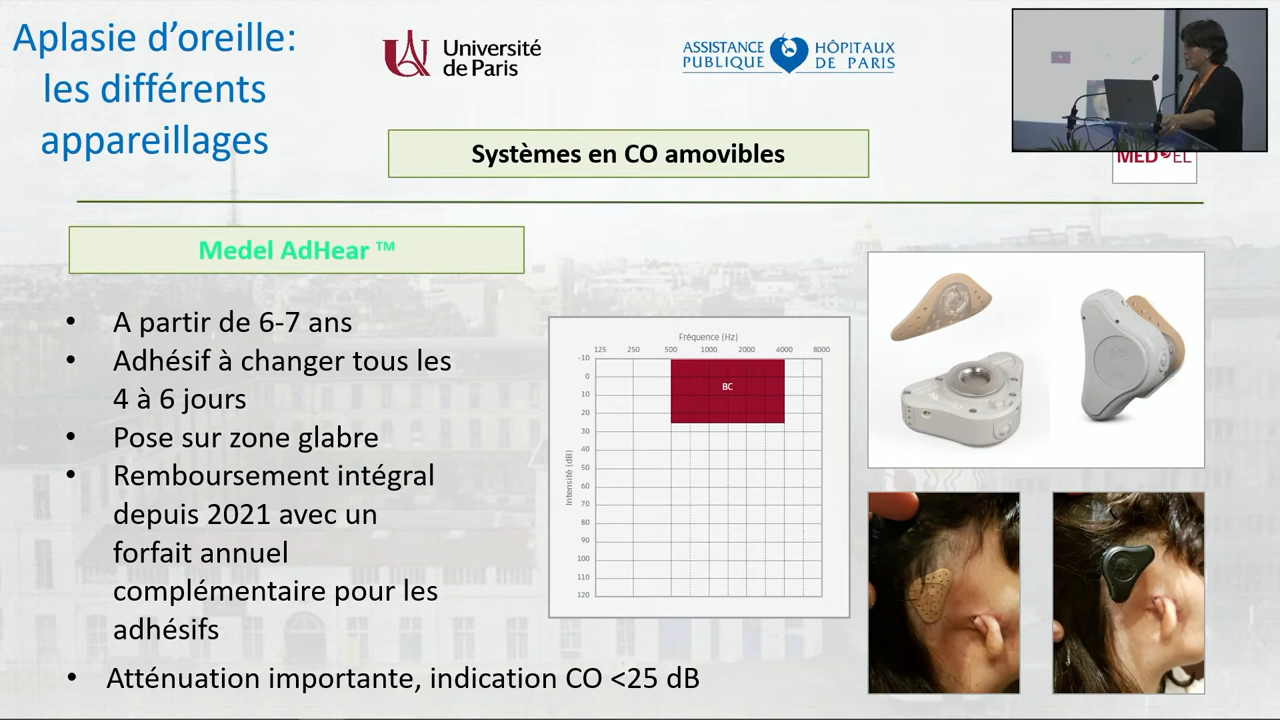 Aplasie d’oreille:
les différents
appareillages
Université
de Paris
ASSISTANCE
PUBLIQUE
HÔPITAUX
DE PARIS
Systèmes en CO amovibles
MED EL
Medel AdHear ™
• A partir de 6-7 ans
• Adhésif à changer tous les
4 à 6 jours
• Pose sur zone glabre
• Remboursement intégral
depuis 2021 avec un
forfait annuel
complémentaire pour les
adhésifs
• Atténuation importante, indication CO <25 dB
Fréquence (Hz)
125 250 500 1000 2000 4000 8000
Intensité (dB)
-10
0
10
20
30
40
50
60
70
80
90
100
110
120
BC